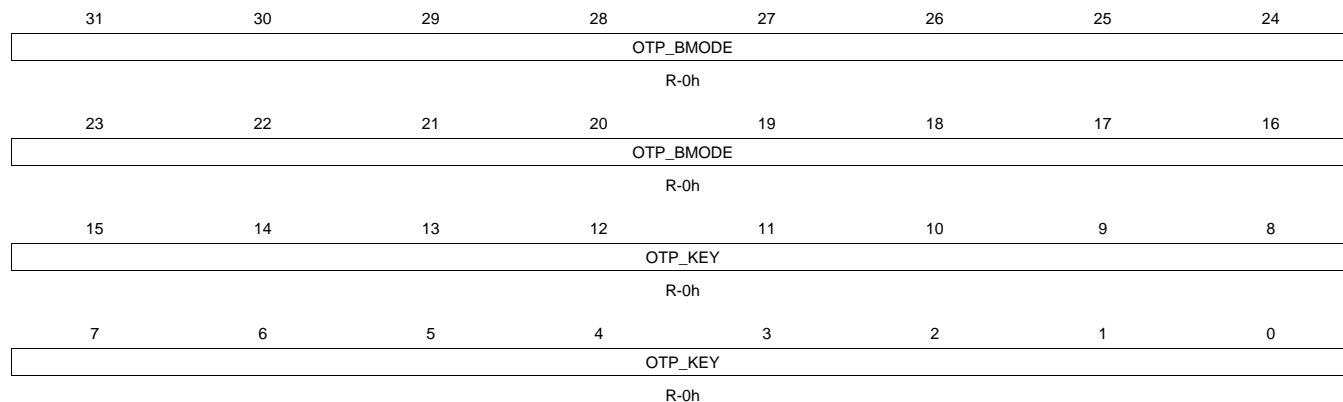 31 30 29 28 27 26 25 24
OTP_BMODE
R-0h
23 22 21 20 19 18 17 16
OTP_BMODE
R-0h
15 14 13 12 11 10 9 8
OTP_KEY
R-0h
7 6 5 4 3 2 1 0
OTP_KEY
R-0h